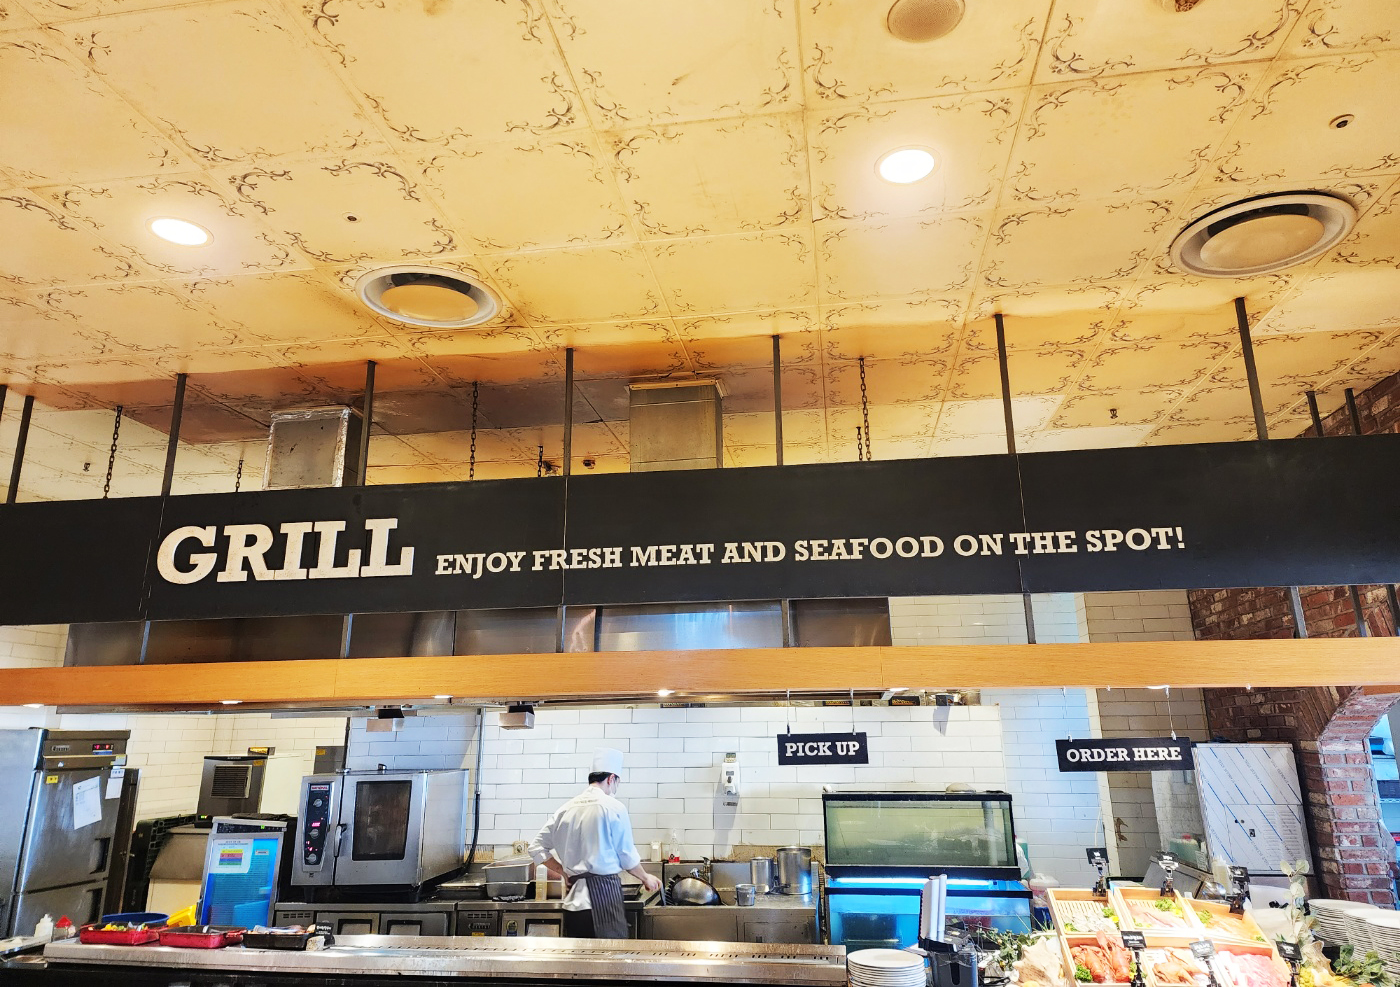 GRILL ENJOY FRESH MEAT AND SEAFOOD ON THE SPOT!
PICK UP
ORDER HERE